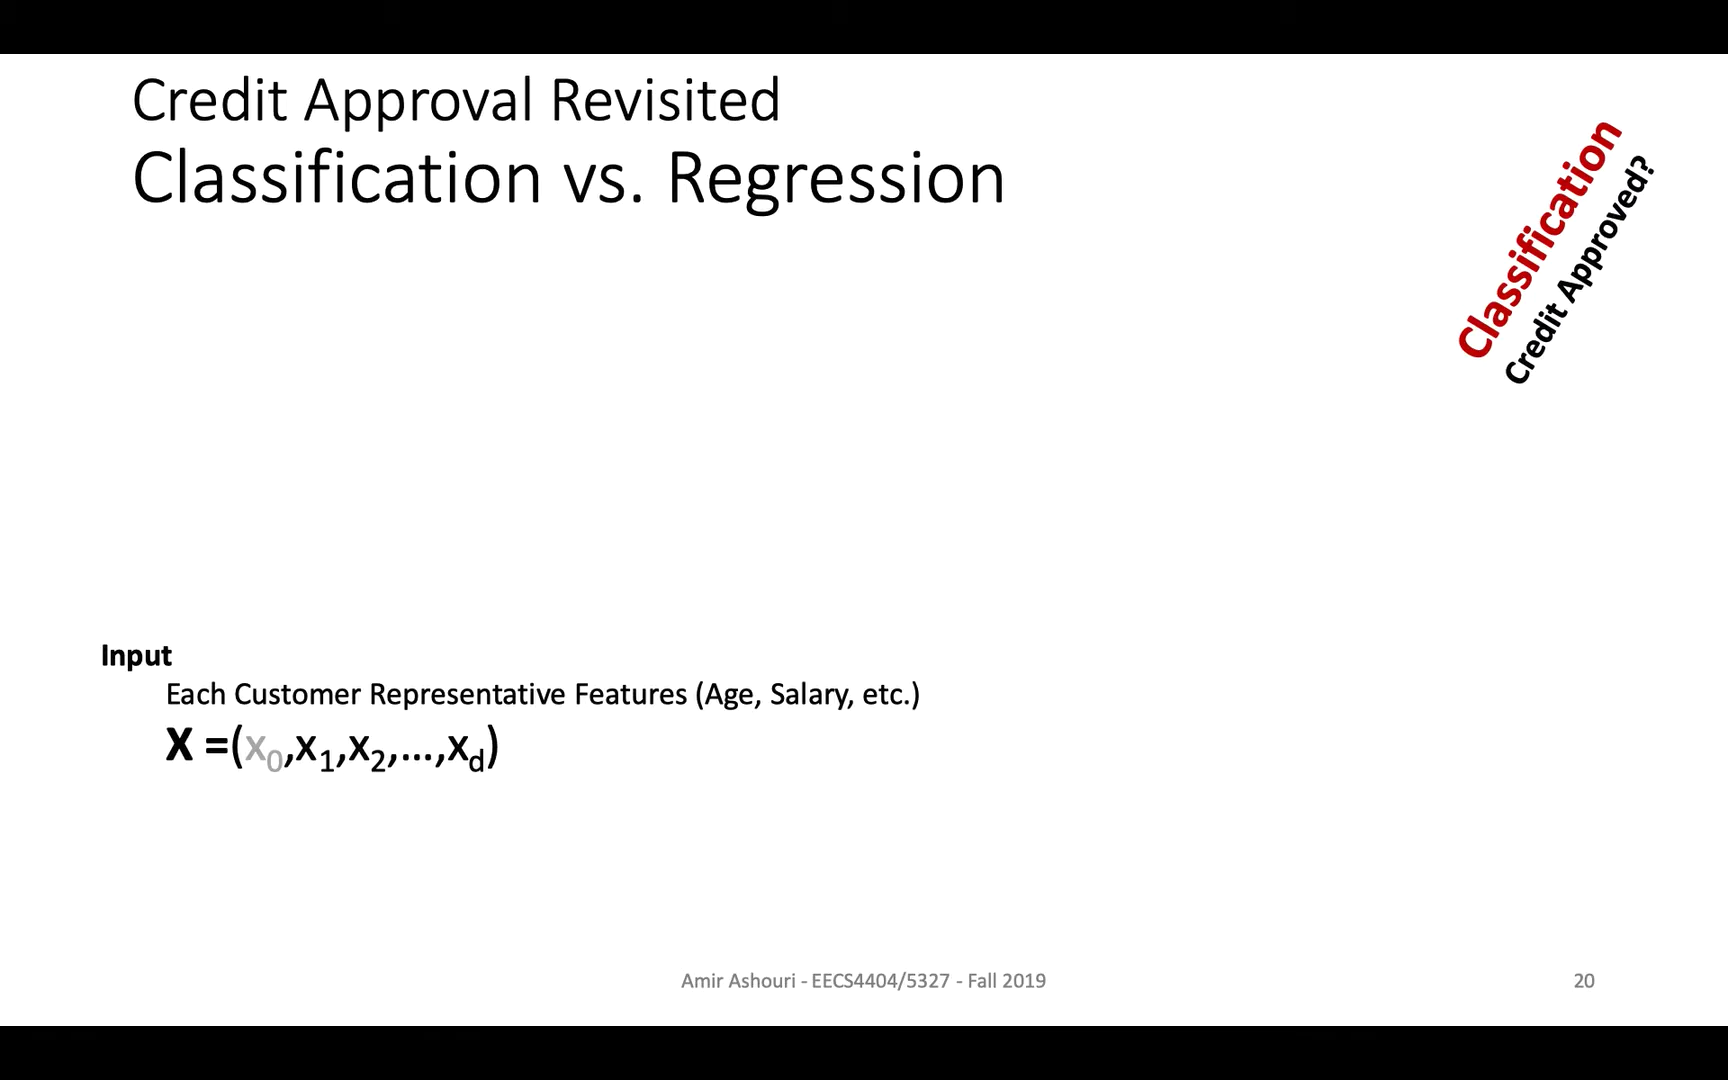 Credit Approval Revisited
Classification vs. Regression
Classification
Credit Approved?
Input
Each Customer Representative Features (Age, Salary, etc.)
X =(x₀,x₁,x₂,...,x_d)
Amir Ashouri - EECS4404/5327 - Fall 2019
20